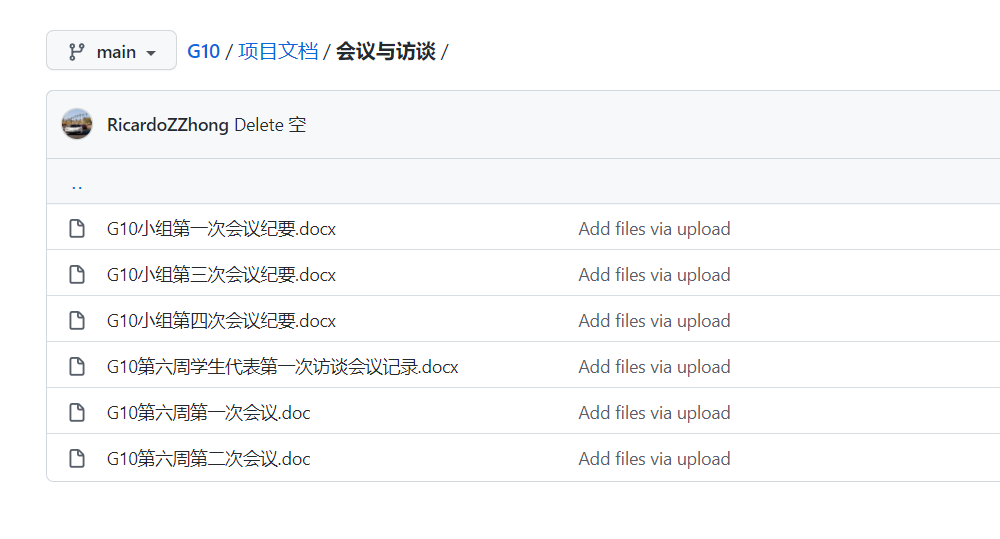 main
G10 / 项目文档 / 会议与访谈 /
RicardoZZhong Delete 空
..
G10小组第一次会议纪要.docx Add files via upload
G10小组第三次会议纪要.docx Add files via upload
G10小组第四次会议纪要.docx Add files via upload
G10第六周学生代表第一次访谈会议记录.docx Add files via upload
G10第六周第一次会议.doc Add files via upload
G10第六周第二次会议.doc Add files via upload